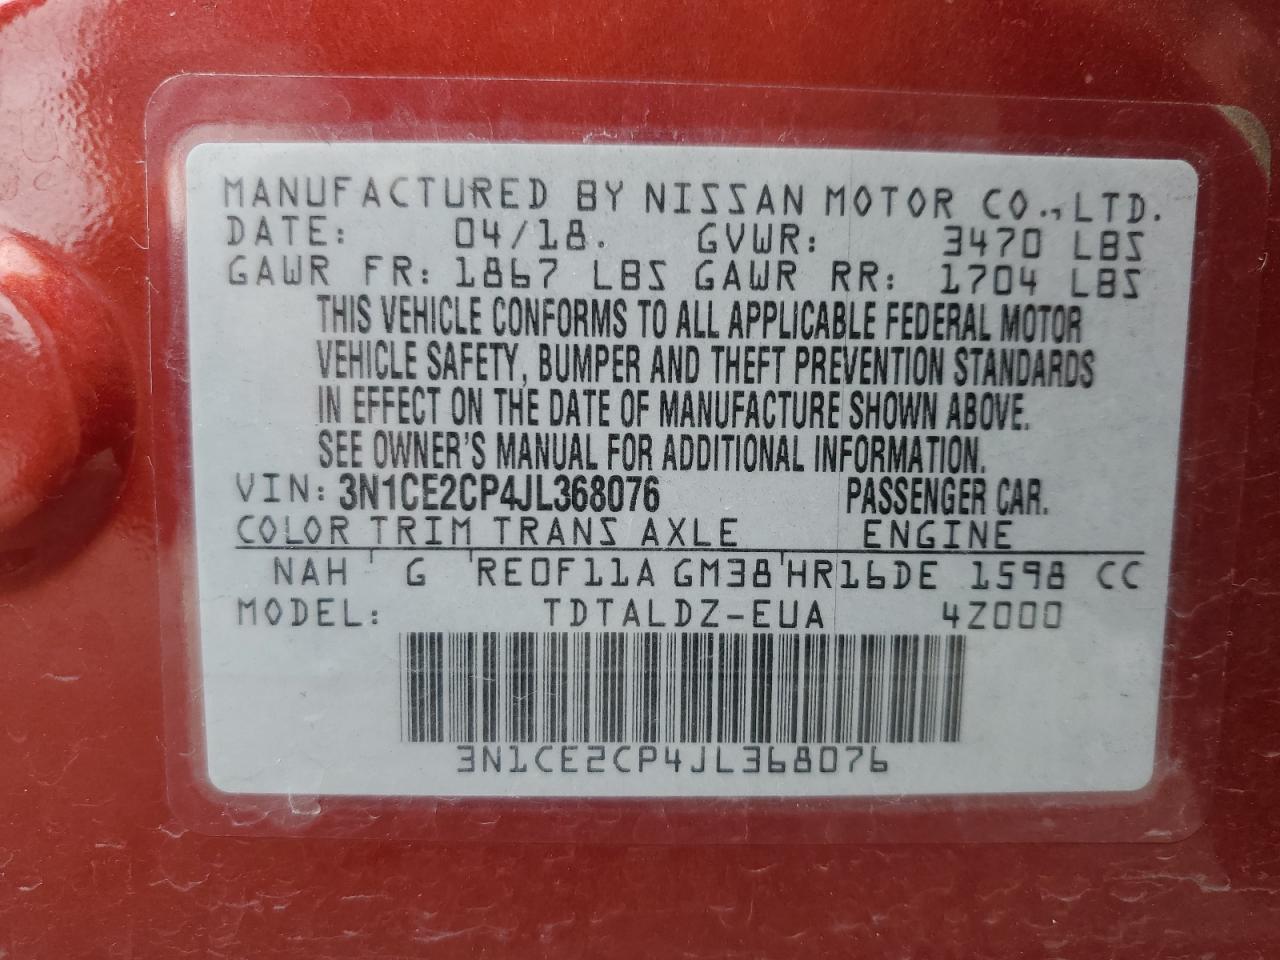 MANUFACTURED BY NISSAN MOTOR CO., LTD.
DATE: 04/18. GVWR: 3470 LBS
GAWR FR: 1867 LBS GAWR RR: 1704 LBS
THIS VEHICLE CONFORMS TO ALL APPLICABLE FEDERAL MOTOR
VEHICLE SAFETY, BUMPER AND THEFT PREVENTION STANDARDS
IN EFFECT ON THE DATE OF MANUFACTURE SHOWN ABOVE.
SEE OWNER'S MANUAL FOR ADDITIONAL INFORMATION.
VIN: 3N1CE2CP4JL368076 PASSENGER CAR.
COLOR TRIM TRANS AXLE ENGINE
NAH G RE0F11A GM38 HR16DE 1598 CC
MODEL: TDTALDZ-EUA 4Z000
3N1CE2CP4JL368076